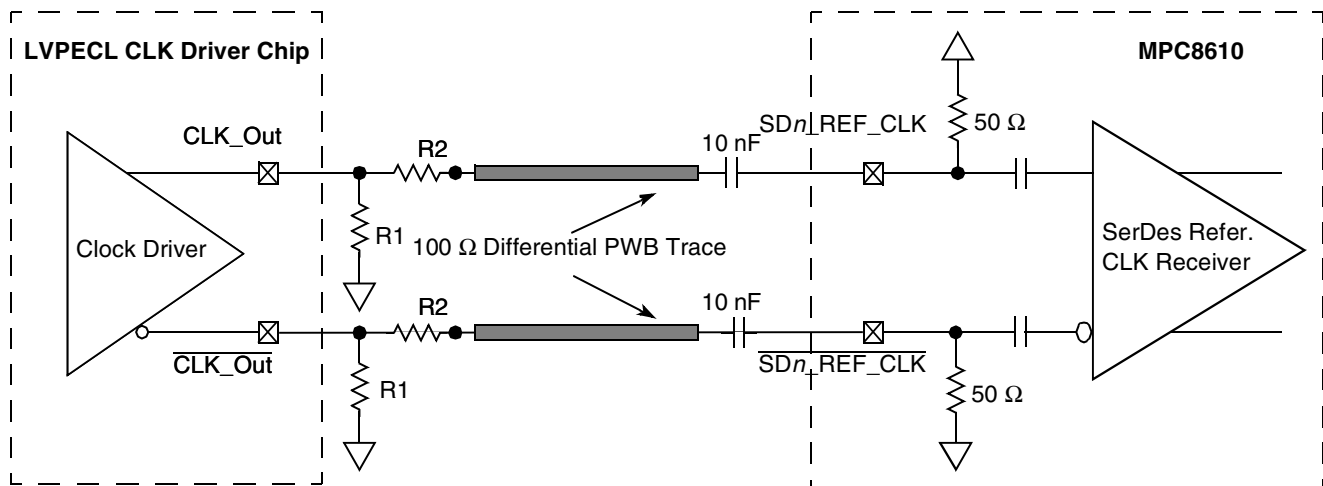 LVPECL CLK Driver Chip
MPC8610
CLK_Out
R2
10 nF
SDn_REF_CLK
50 Ω
Clock Driver
R1
100 Ω Differential PWB Trace
SerDes Refer.
CLK Receiver
R2
10 nF
CLK_Out
SDn_REF_CLK
R1
50 Ω